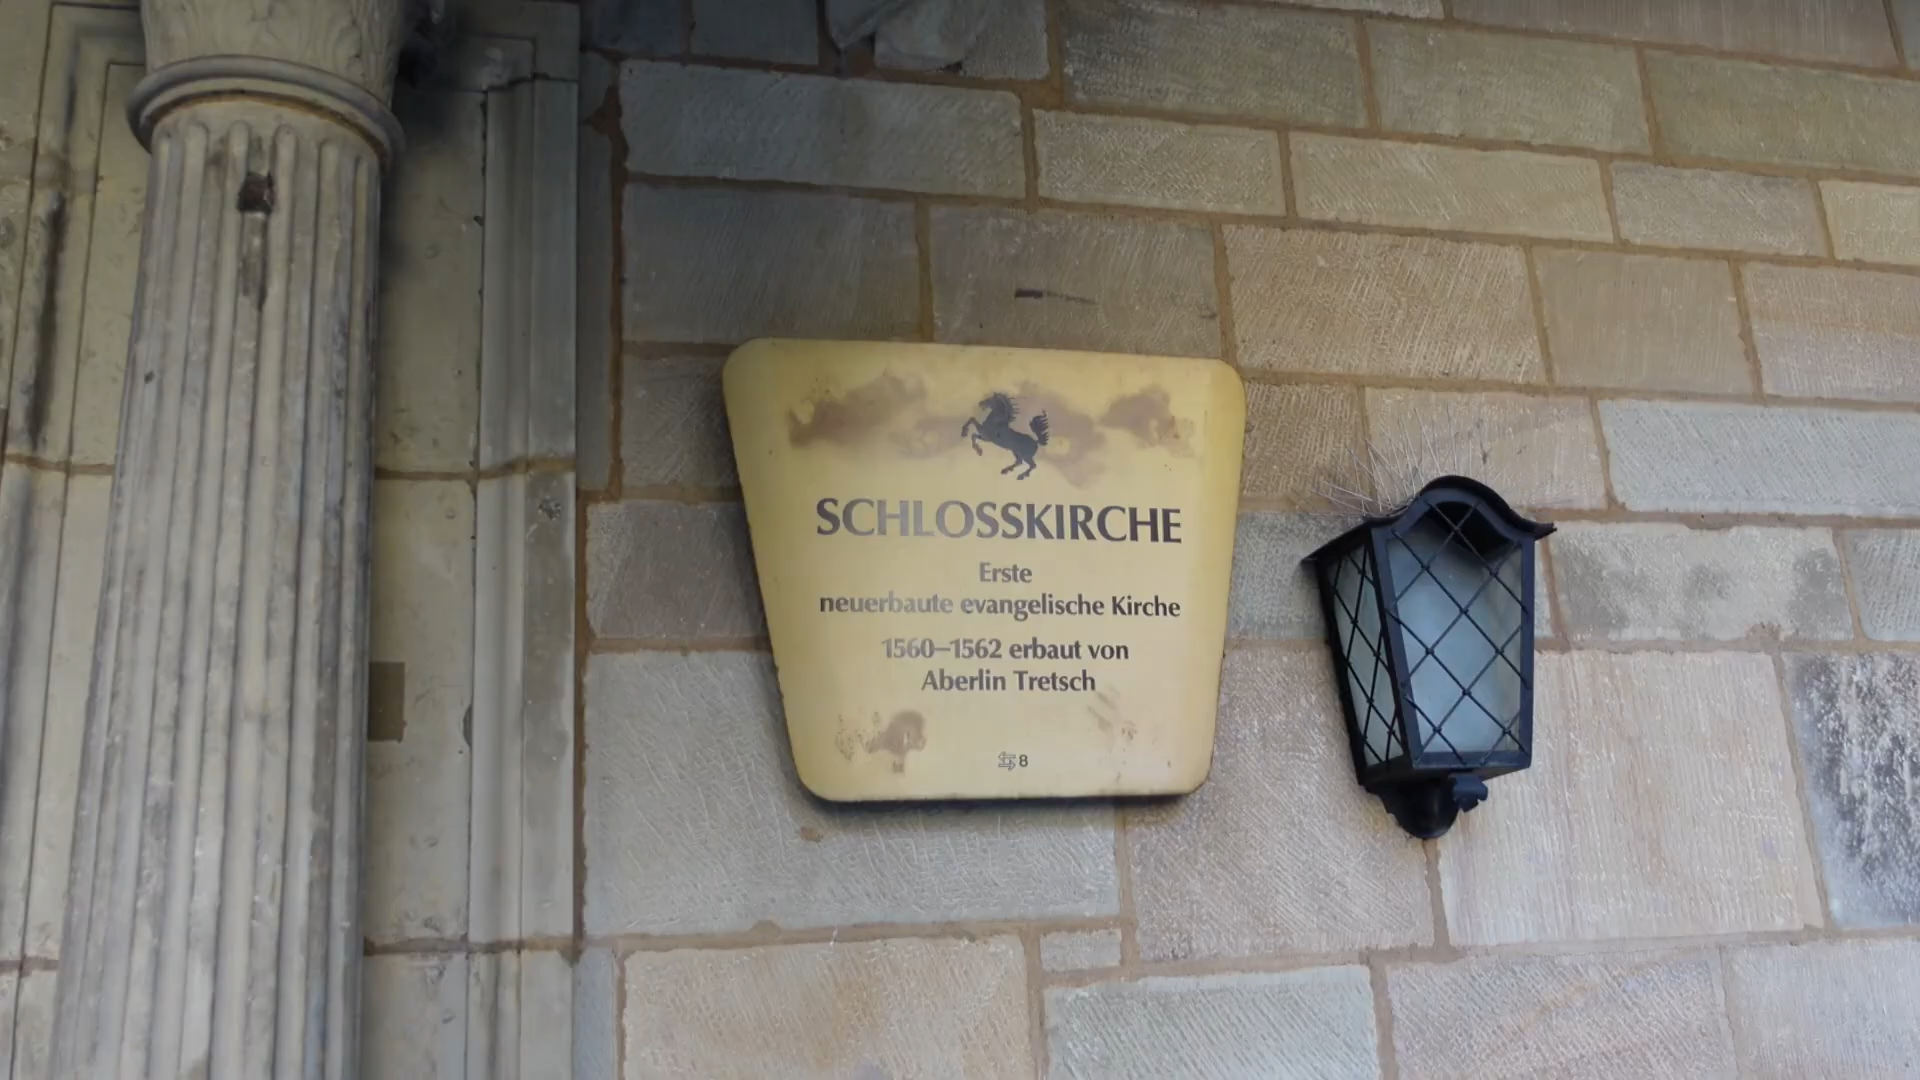 SCHLOSSKIRCHE
Erste
neuerbaute evangelische Kirche
1560–1562 erbaut von
Aberlin Tretsch
8